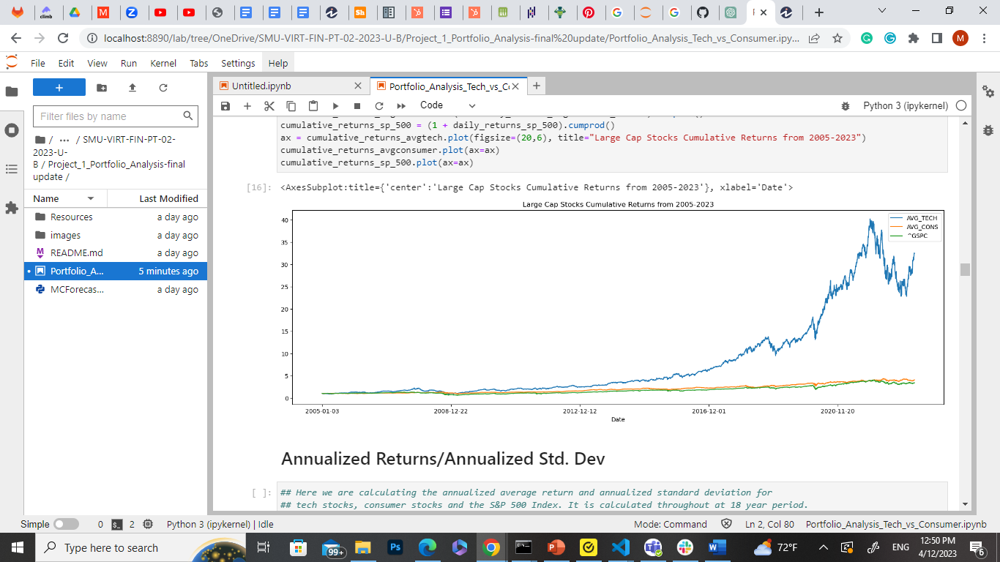 localhost:8890/lab/tree/OneDrive/SMU-VIRT-FIN-PT-02-2023-U-B/Project_1_Portfolio_Analysis-final%20update/Portfolio_Analysis_Tech_vs_Consumer.ipy...
File Edit View Run Kernel Tabs Settings Help
Untitled.ipynb
Portfolio_Analysis_Tech_vs_C
Filter files by name
Code
Python 3 (ipykernel)
/ ... / SMU-VIRT-FIN-PT-02-
2023-U-
B / Project_1_Portfolio_Analysis-final
update /
Name Last Modified
Resources a day ago
images a day ago
README.md a day ago
Portfolio_A... 5 minutes ago
MCForecas... a day ago
cumulative_returns_sp_500 = (1 + daily_returns_sp_500).cumprod()
ax = cumulative_returns_avgtech.plot(figsize=(20,6), title="Large Cap Stocks Cumulative Returns from 2005-2023")
cumulative_returns_avgconsumer.plot(ax=ax)
cumulative_returns_sp_500.plot(ax=ax)
[16]: <AxesSubplot:title={'center':'Large Cap Stocks Cumulative Returns from 2005-2023'}, xlabel='Date'>
Large Cap Stocks Cumulative Returns from 2005-2023
AVG_TECH
AVG_CONS
^GSPC
40
35
30
25
20
15
10
5
0
2005-01-03 2008-12-22 2012-12-12 2016-12-01 2020-11-20
Date
Annualized Returns/Annualized Std. Dev
[ ]: ## Here we are calculating the annualized average return and annualized standard deviation for
## tech stocks, consumer stocks and the S&P 500 Index. It is calculated throughout at 18 year period.
Simple 0 2 Python 3 (ipykernel) | Idle Mode: Command Ln 2, Col 80 Portfolio_Analysis_Tech_vs_Consumer.ipynb
Type here to search
99+
72°F
ENG
12:50 PM
4/12/2023
6